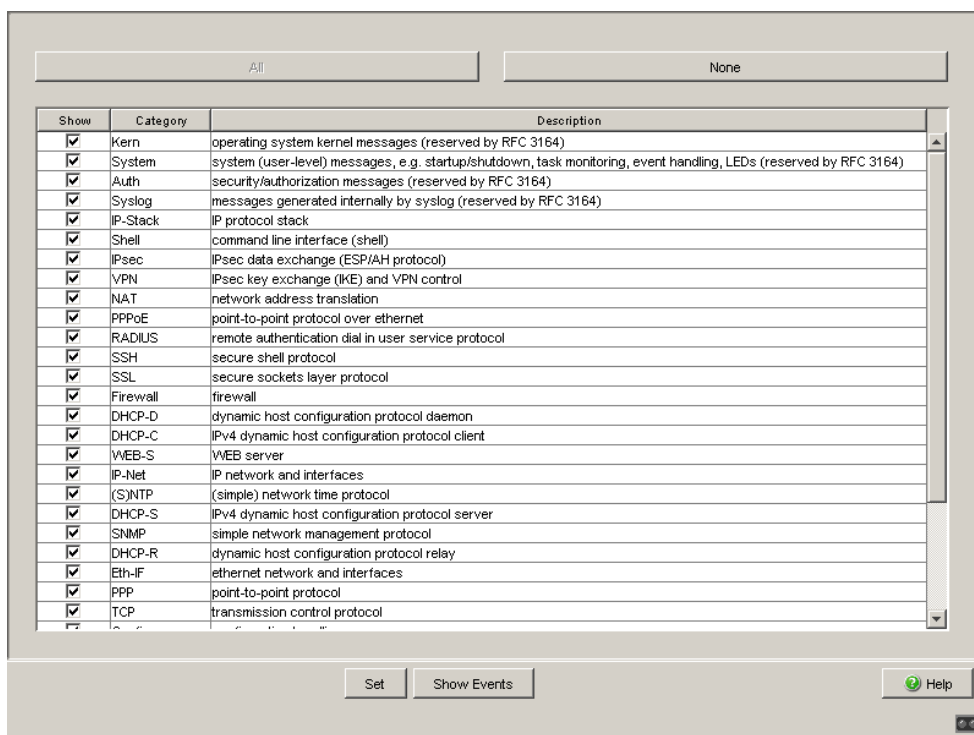 All None
Show Category Description
Kern operating system kernel messages (reserved by RFC 3164)
System system (user-level) messages, e.g. startup/shutdown, task monitoring, event handling, LEDs (reserved by RFC 3164)
Auth security/authorization messages (reserved by RFC 3164)
Syslog messages generated internally by syslog (reserved by RFC 3164)
IP-Stack IP protocol stack
Shell command line interface (shell)
IPsec IPsec data exchange (ESP/AH protocol)
VPN IPsec key exchange (IKE) and VPN control
NAT network address translation
PPPoE point-to-point protocol over ethernet
RADIUS remote authentication dial in user service protocol
SSH secure shell protocol
SSL secure sockets layer protocol
Firewall firewall
DHCP-D dynamic host configuration protocol daemon
DHCP-C IPv4 dynamic host configuration protocol client
WEB-S WEB server
IP-Net IP network and interfaces
(S)NTP (simple) network time protocol
DHCP-S IPv4 dynamic host configuration protocol server
SNMP simple network management protocol
DHCP-R dynamic host configuration protocol relay
Eth-IF ethernet network and interfaces
PPP point-to-point protocol
TCP transmission control protocol
Set Show Events Help